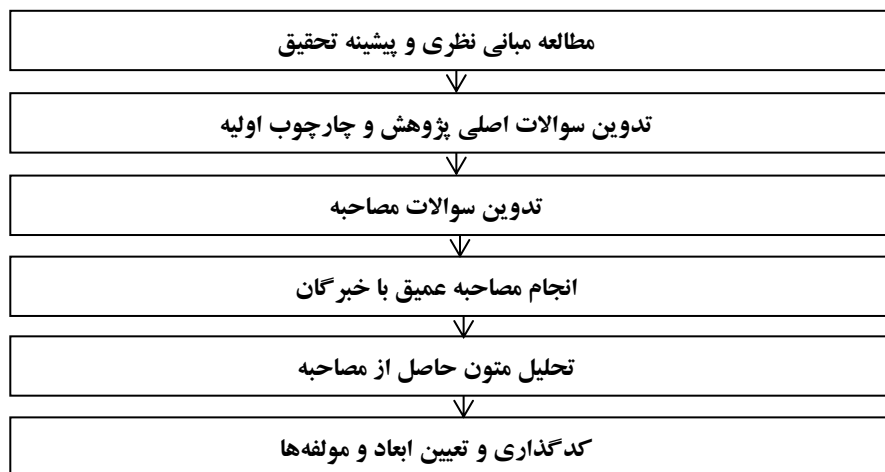 مطالعه مبانی نظری و پیشینه تحقیق
تدوین سوالات اصلی پژوهش و چارچوب اولیه
تدوین سوالات مصاحبه
انجام مصاحبه عمیق با خبرگان
تحلیل متون حاصل از مصاحبه
کدگذاری و تعیین ابعاد و مولفه‌ها